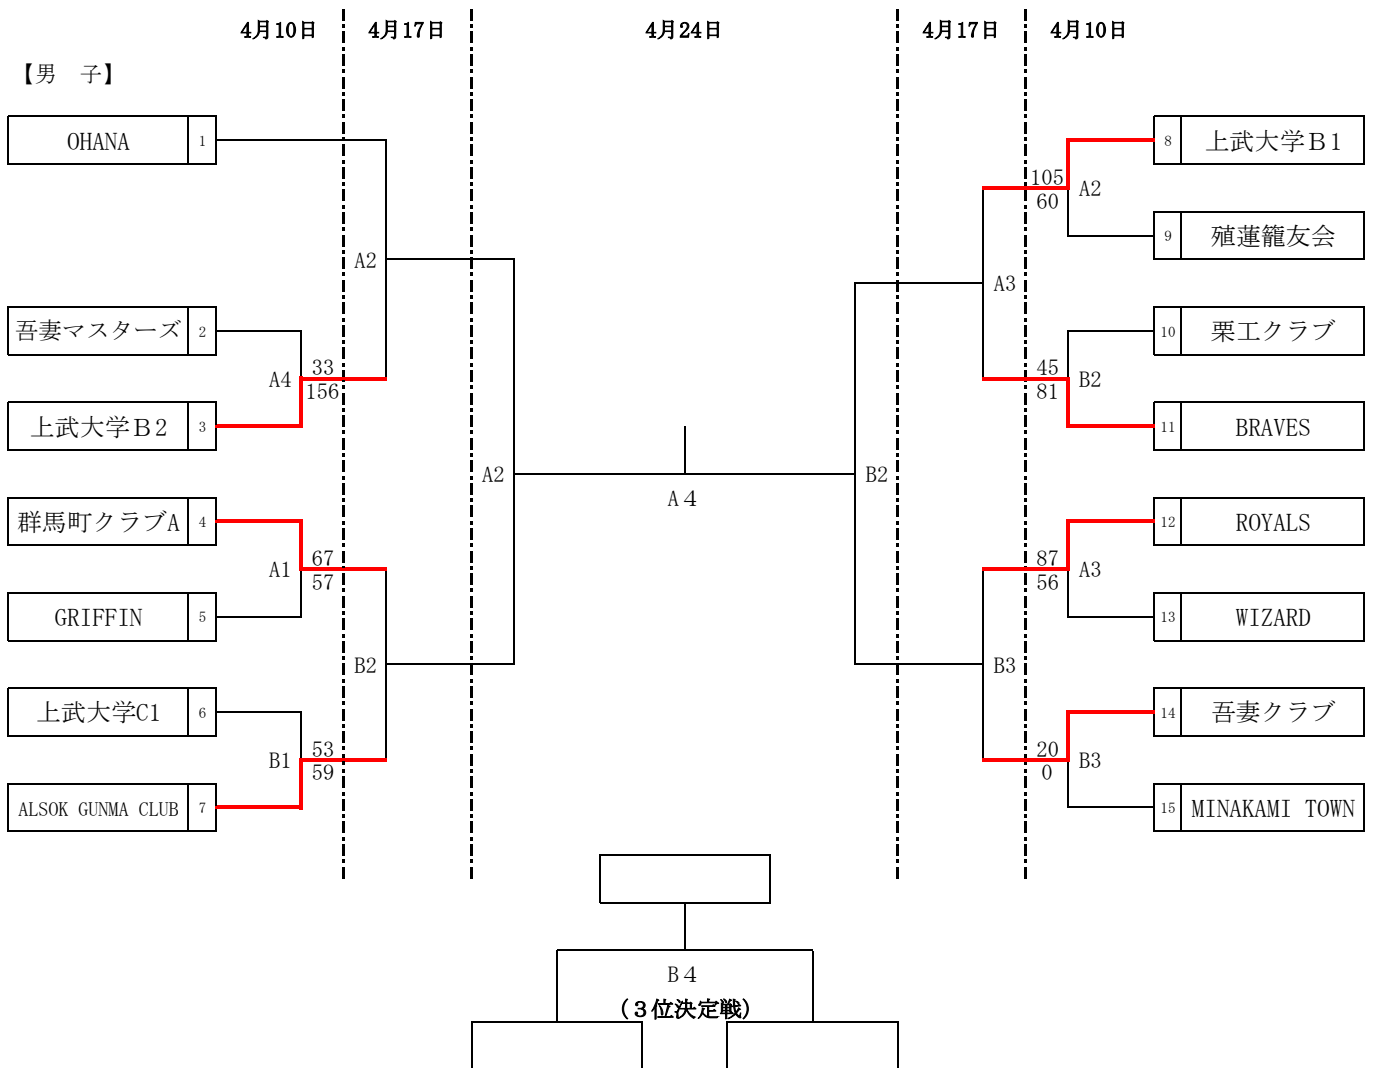 4月10日 4月17日 4月24日 4月17日 4月10日
【男　子】
OHANA 1
8 上武大学Ｂ1
105
60
A2
9 殖蓮籠友会
A2
A3
吾妻マスターズ 2
10 栗工クラブ
A4
33
156
45
81
B2
上武大学Ｂ2 3
11 BRAVES
A2
B2
A４
群馬町クラブA 4
12 ROYALS
A1
67
57
87
56
A3
GRIFFIN 5
13 WIZARD
B2
B3
上武大学C1 6
14 吾妻クラブ
B1
53
59
20
0
B3
ALSOK GUNMA CLUB 7
15 MINAKAMI TOWN
B４
(３位決定戦)